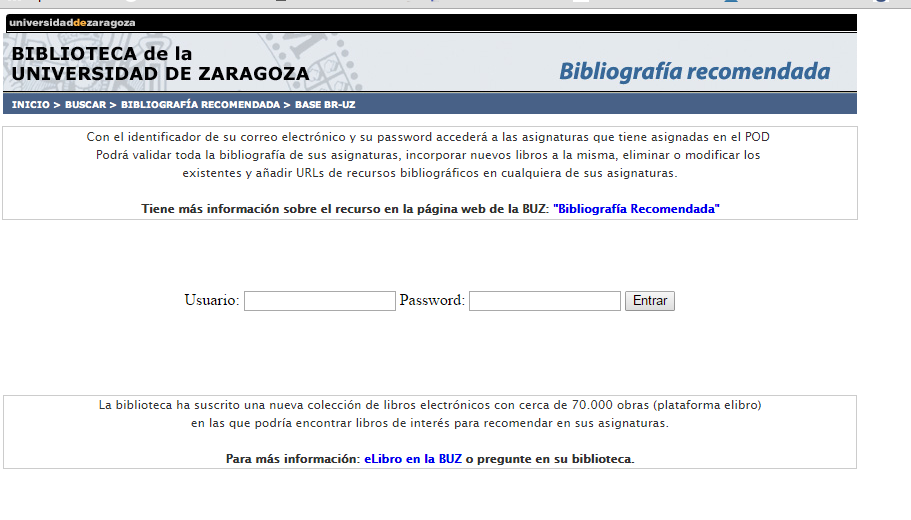 universidaddezaragoza
BIBLIOTECA de la
UNIVERSIDAD DE ZARAGOZA
Bibliografía recomendada
INICIO > BUSCAR > BIBLIOGRAFÍA RECOMENDADA > BASE BR-UZ
Con el identificador de su correo electrónico y su password accederá a las asignaturas que tiene asignadas en el POD
Podrá validar toda la bibliografía de sus asignaturas, incorporar nuevos libros a la misma, eliminar o modificar los
existentes y añadir URLs de recursos bibliográficos en cualquiera de sus asignaturas.
Tiene más información sobre el recurso en la página web de la BUZ: "Bibliografía Recomendada"
Usuario: Password: Entrar
La biblioteca ha suscrito una nueva colección de libros electrónicos con cerca de 70.000 obras (plataforma elibro)
en las que podría encontrar libros de interés para recomendar en sus asignaturas.
Para más información: eLibro en la BUZ o pregunte en su biblioteca.